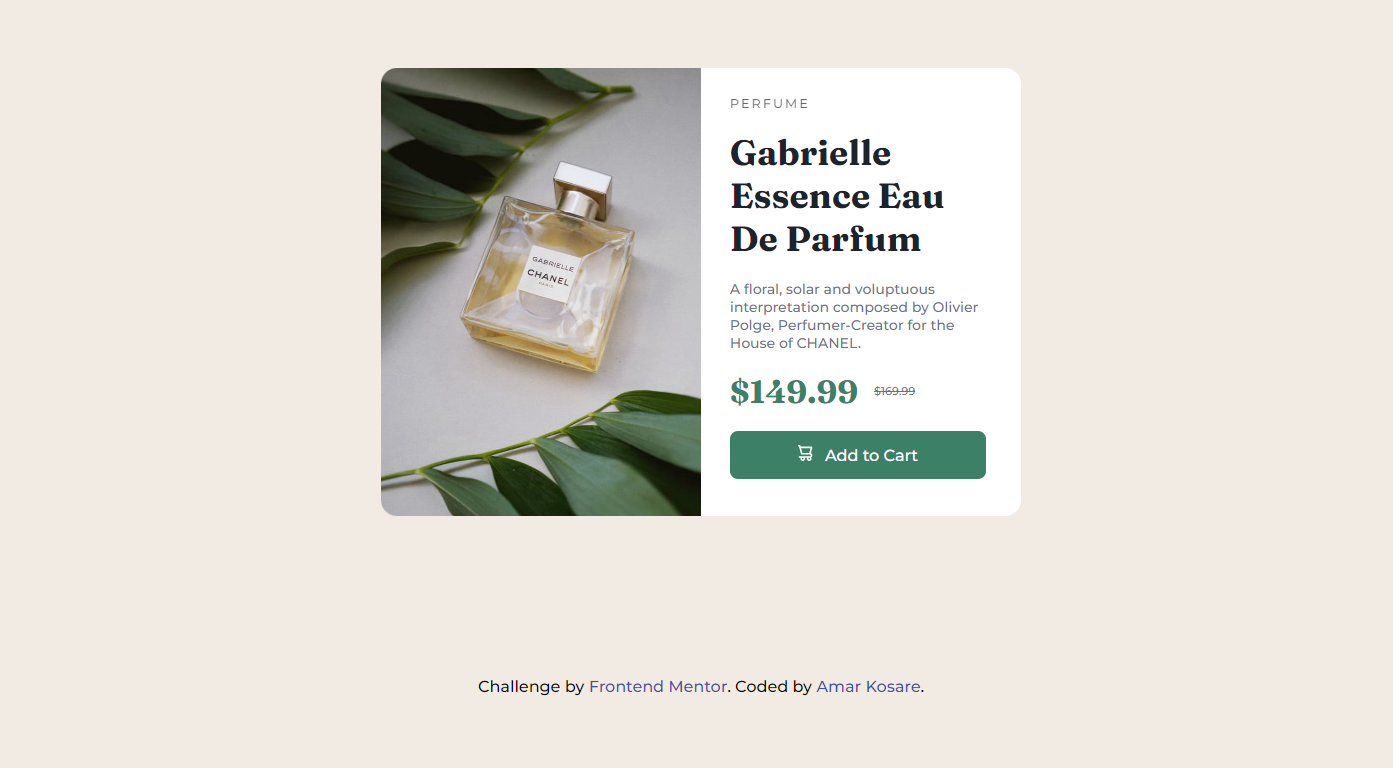 PERFUME
Gabrielle
Essence Eau
De Parfum
A floral, solar and voluptuous
interpretation composed by Olivier
Polge, Perfumer-Creator for the
House of CHANEL.
$149.99 $169.99
Add to Cart
GABRIELLE
CHANEL
PARIS
Challenge by Frontend Mentor. Coded by Amar Kosare.